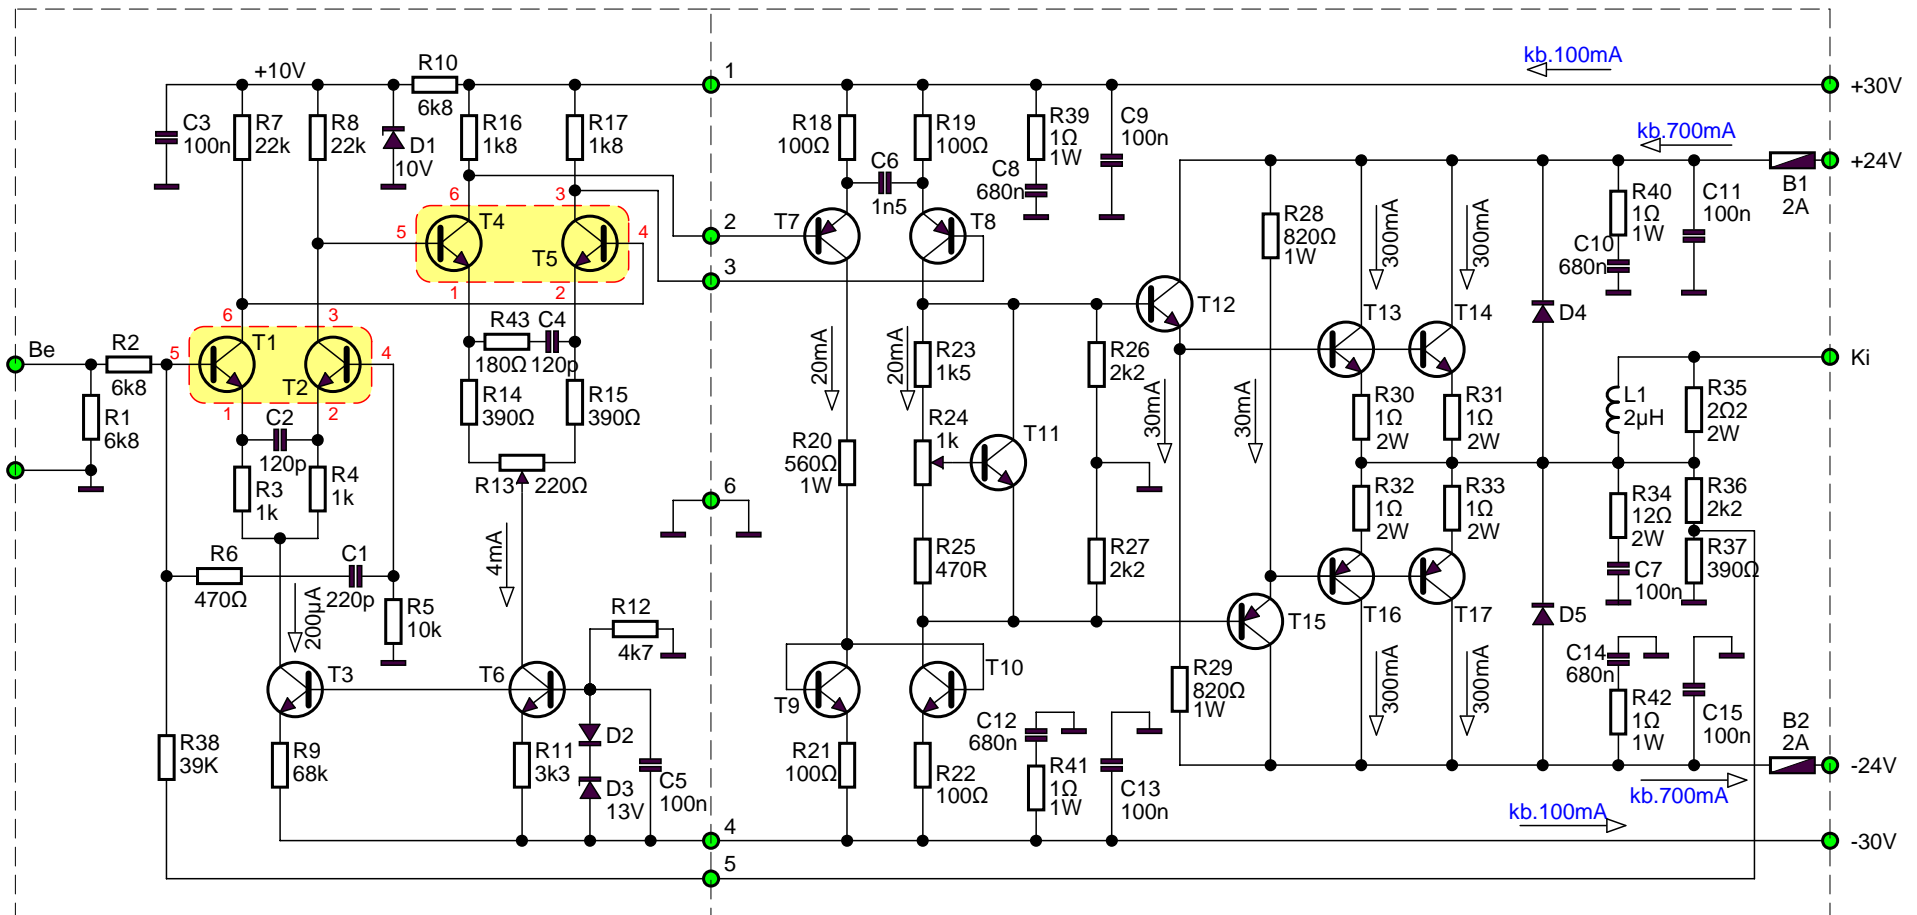 kb.100mA
R10
6k8
+10V
1
+30V
C3
100n
R7
22k
R8
22k
D1
10V
R16
1k8
R17
1k8
R18
100Ω
R19
100Ω
R39
1Ω
1W
C9
100n
kb.700mA
+24V
B1
2A
C6
1n5
C8
680n
6
3
T4
5
4
T5
1
2
2
3
T7
T8
R28
820Ω
1W
300mA
300mA
R40
1Ω
1W
C11
100n
C10
680n
T12
T13
T14
D4
6
3
T1
5
4
T2
1
2
Be
R2
6k8
R1
6k8
R43
180Ω
C4
120p
R14
390Ω
R15
390Ω
20mA
20mA
R23
1k5
R26
2k2
30mA
30mA
R30
1Ω
2W
R31
1Ω
2W
L1
2µH
R35
2Ω2
2W
Ki
C2
120p
R3
1k
R4
1k
R13
220Ω
R20
560Ω
1W
R24
1k
T11
6
R32
1Ω
2W
R33
1Ω
2W
R34
12Ω
2W
R36
2k2
R6
470Ω
C1
220p
R5
10k
200µA
4mA
R12
4k7
R25
470R
R27
2k2
T15
T16
T17
D5
C7
100n
R37
390Ω
T3
T6
T9
T10
R29
820Ω
1W
300mA
300mA
C14
680n
R42
1Ω
1W
C15
100n
B2
2A
-24V
R38
39K
R9
68k
R11
3k3
D2
D3
13V
C5
100n
R21
100Ω
R22
100Ω
C12
680n
R41
1Ω
1W
C13
100n
kb.700mA
kb.100mA
4
-30V
5